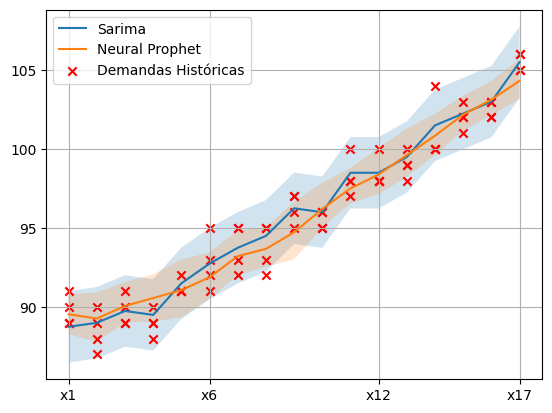 Sarima
Neural Prophet
Demandas Históricas
105
100
95
90
x1
x6
x12
x17